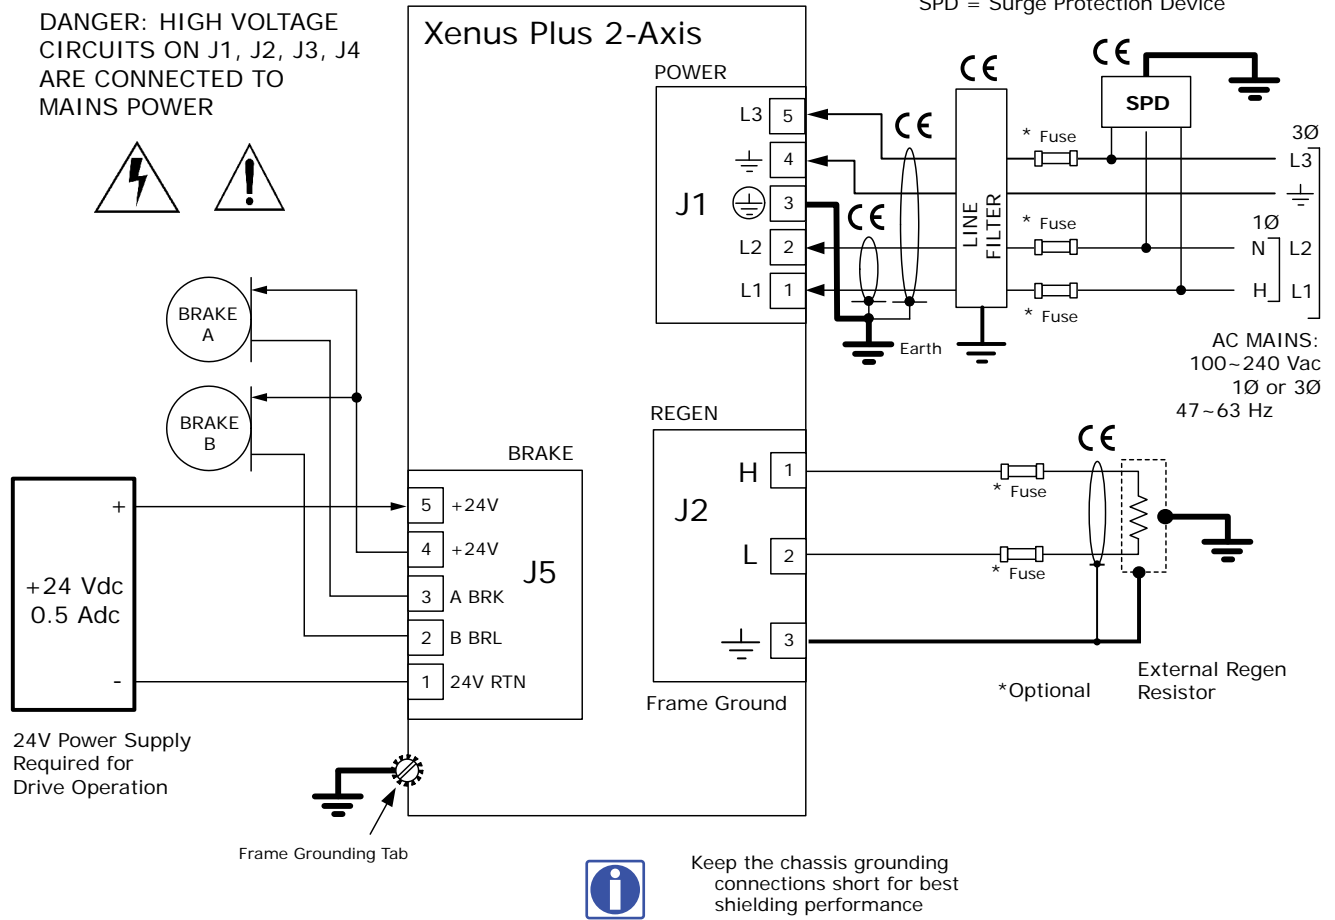 SPD = Surge Protection Device
DANGER: HIGH VOLTAGE
CIRCUITS ON J1, J2, J3, J4
ARE CONNECTED TO
MAINS POWER
Xenus Plus 2-Axis
POWER
J1
L3 5
4
3
L2 2
L1 1
CE
CE
CE
CE
SPD
LINE
FILTER
* Fuse
* Fuse
* Fuse
3Ø
L3
1Ø
N L2
H L1
Earth
AC MAINS:
100~240 Vac
1Ø or 3Ø
47~63 Hz
BRAKE
A
BRAKE
B
+
+24 Vdc
0.5 Adc
-
24V Power Supply
Required for
Drive Operation
BRAKE
J5
5 +24V
4 +24V
3 A BRK
2 B BRL
1 24V RTN
REGEN
J2
H 1
L 2
3
Frame Ground
CE
* Fuse
* Fuse
*Optional
External Regen
Resistor
Frame Grounding Tab
i
Keep the chassis grounding
connections short for best
shielding performance